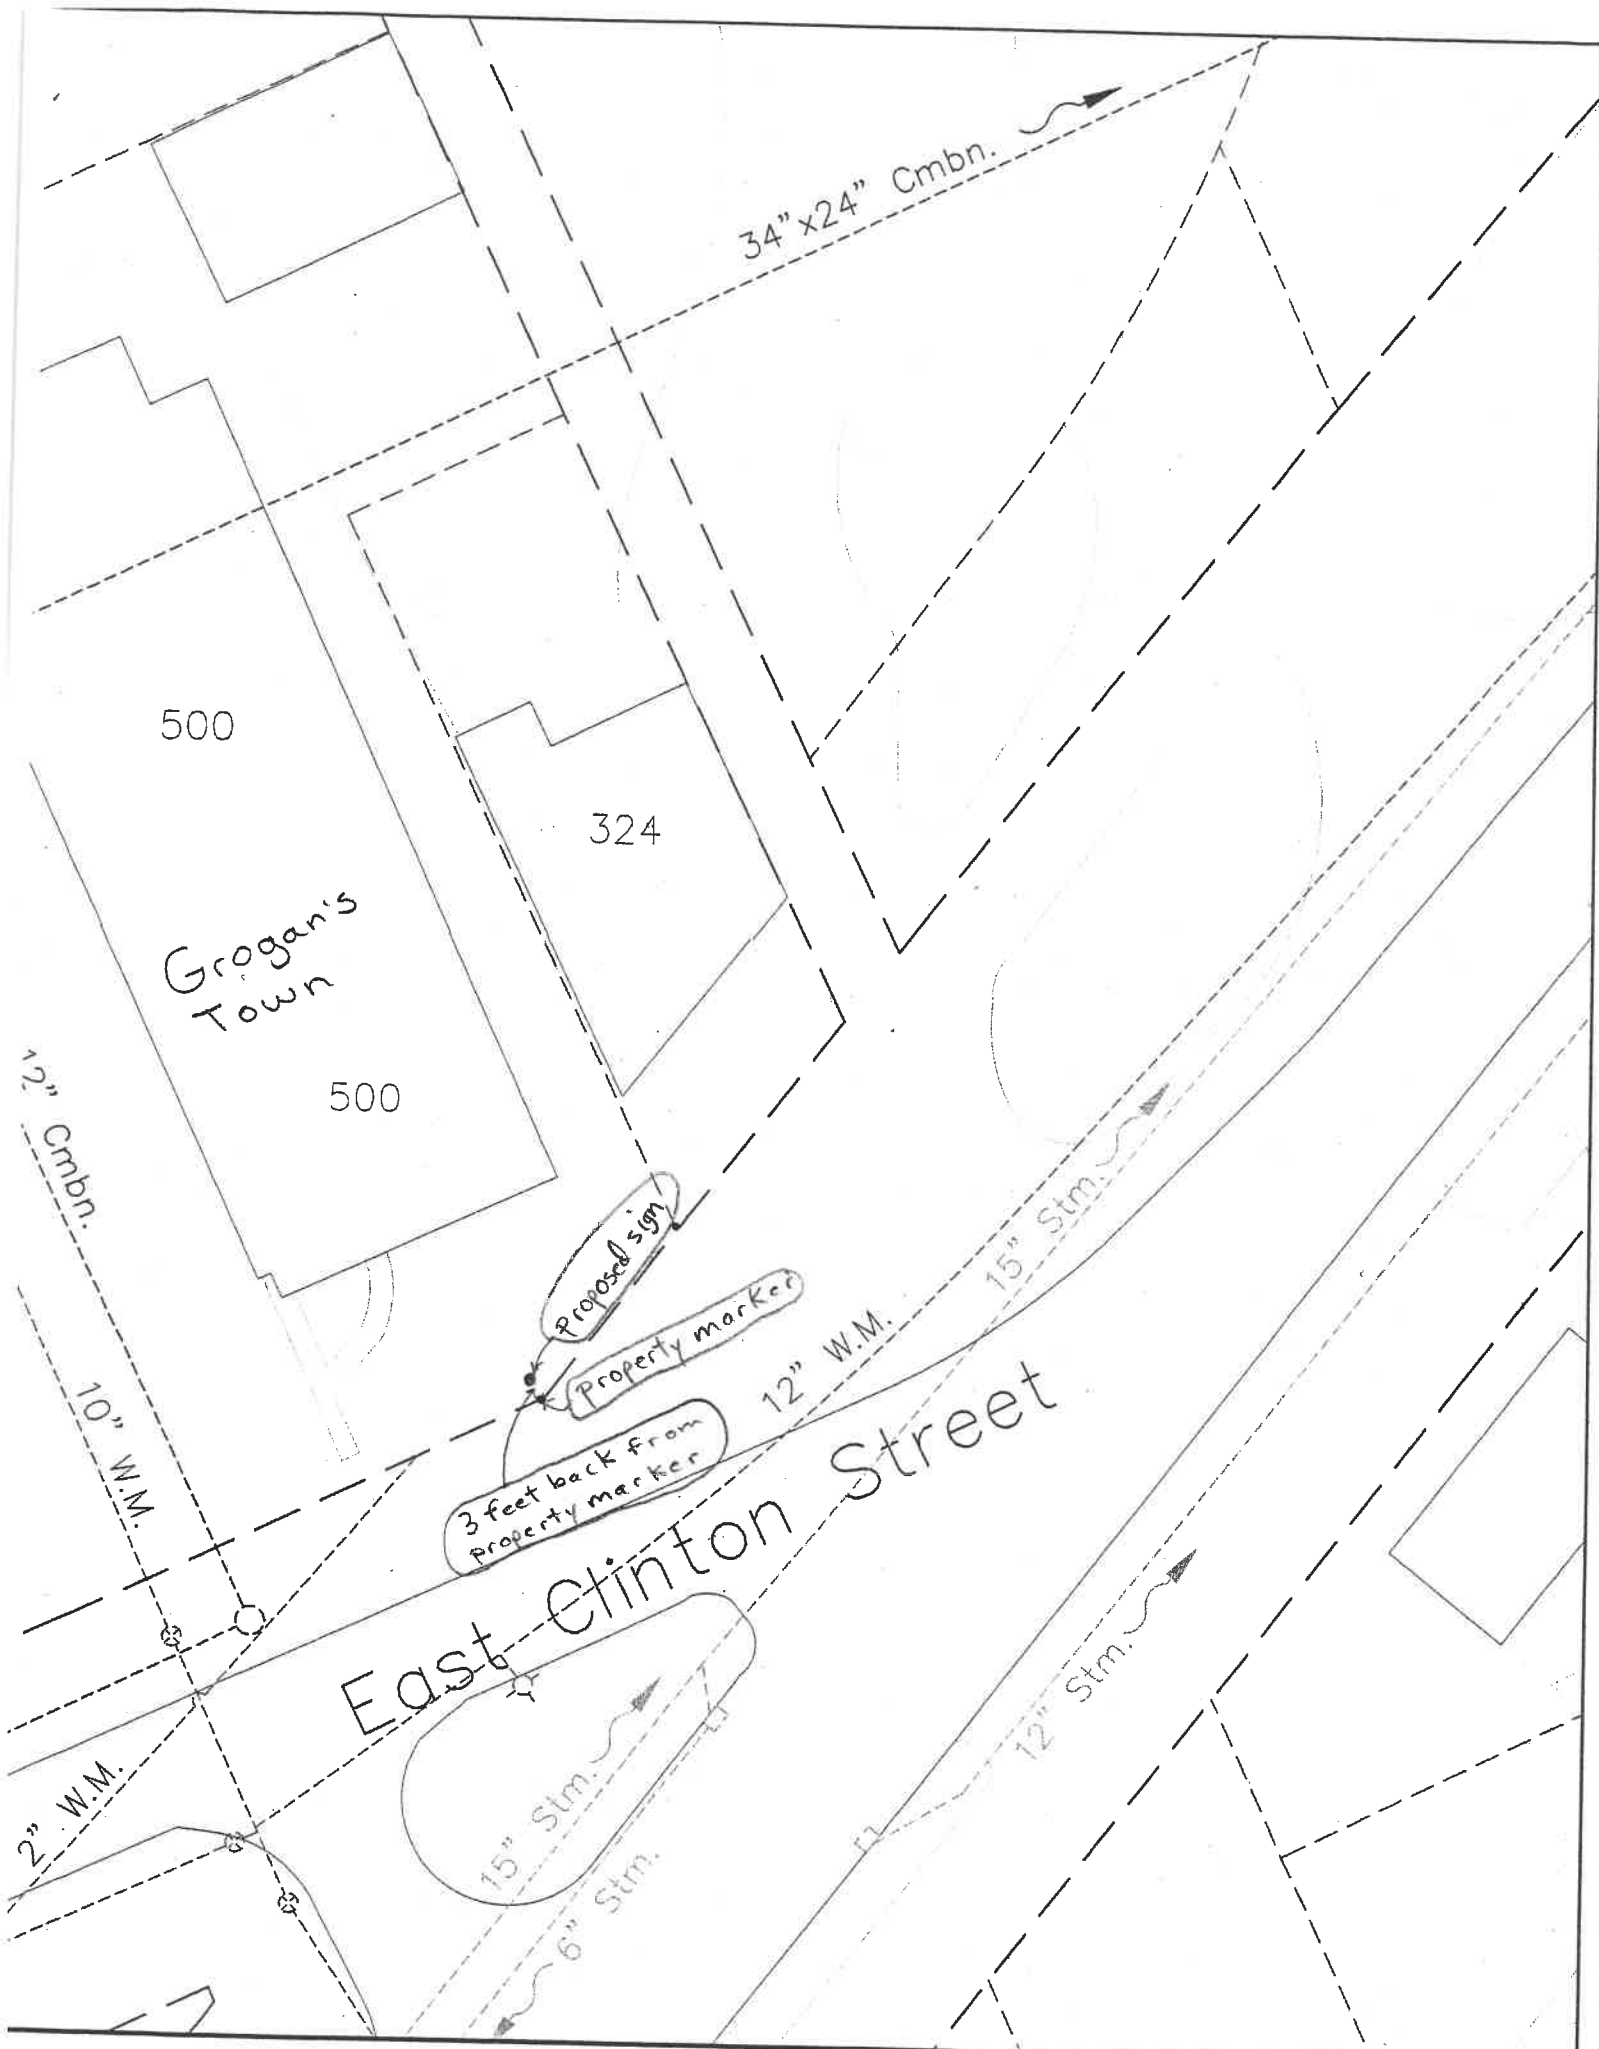 34"x24" Cmbn.
500
324
Grogan's
Town
500
12" Cmbn.
proposed sign
property marker
15" Stm.
12" W.M.
10" W.M.
3 feet back from
property marker
East Clinton Street
12" Stm.
2" W.M.
15" Stm.
6" Stm.